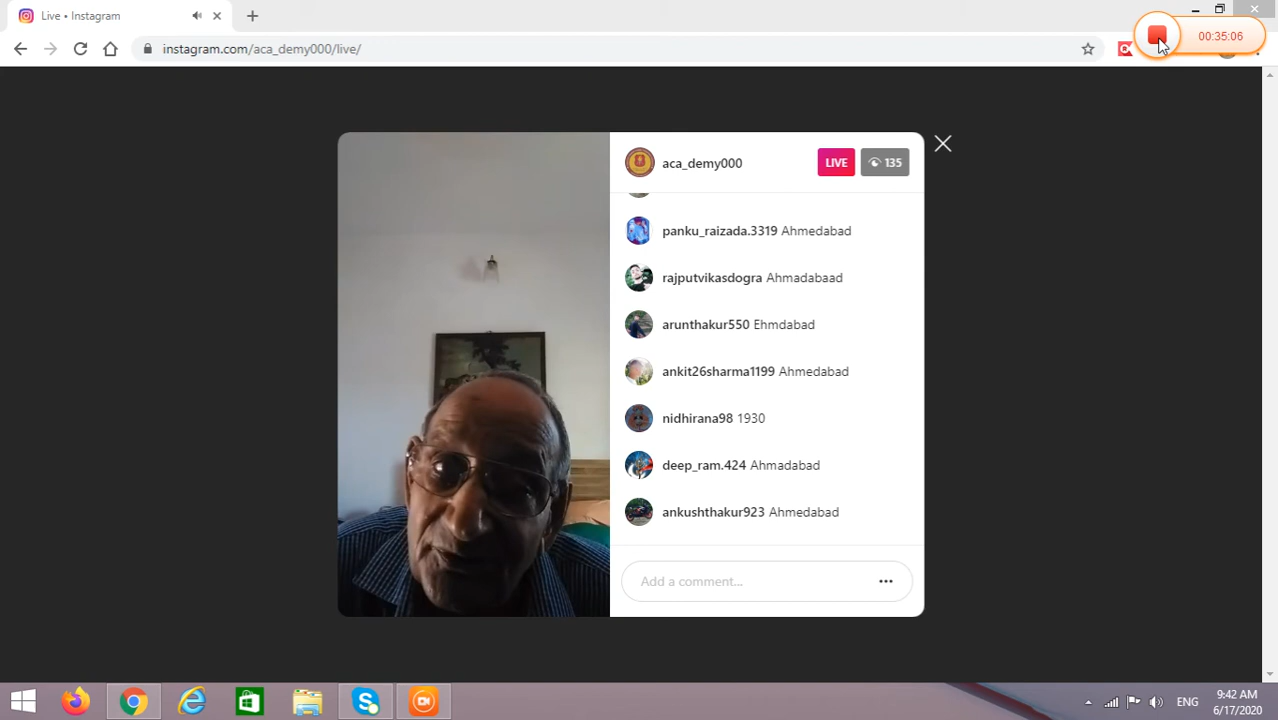 Live • Instagram
00:35:06
instagram.com/aca_demy000/live/
aca_demy000
LIVE
135
panku_raizada.3319 Ahmedabad
rajputvikasdogra Ahmadabaad
arunthakur550 Ehmdabad
ankit26sharma1199 Ahmedabad
nidhirana98 1930
deep_ram.424 Ahmadabad
ankushthakur923 Ahmedabad
Add a comment...
ENG
9:42 AM
6/17/2020